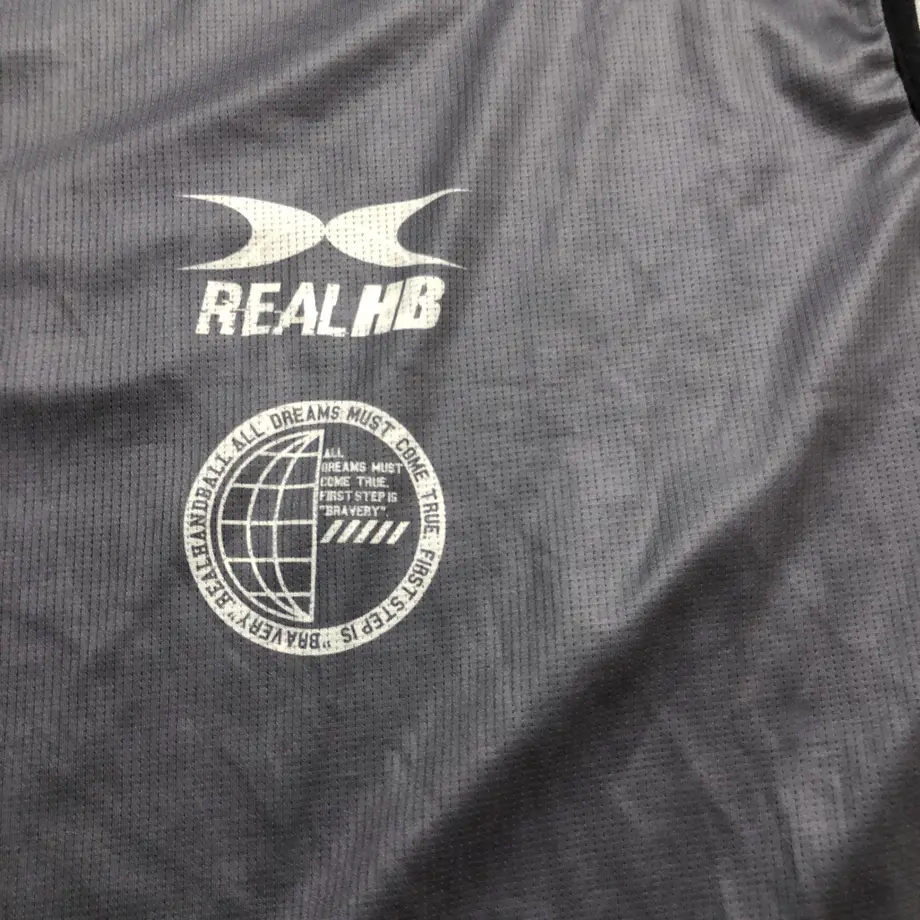 REAL HB
REALHANDBALL ALL DREAMS MUST COME TRUE. FIRST STEP IS "BRAVERY".
ALL
DREAMS MUST
COME TRUE.
FIRST STEP IS
"BRAVERY".